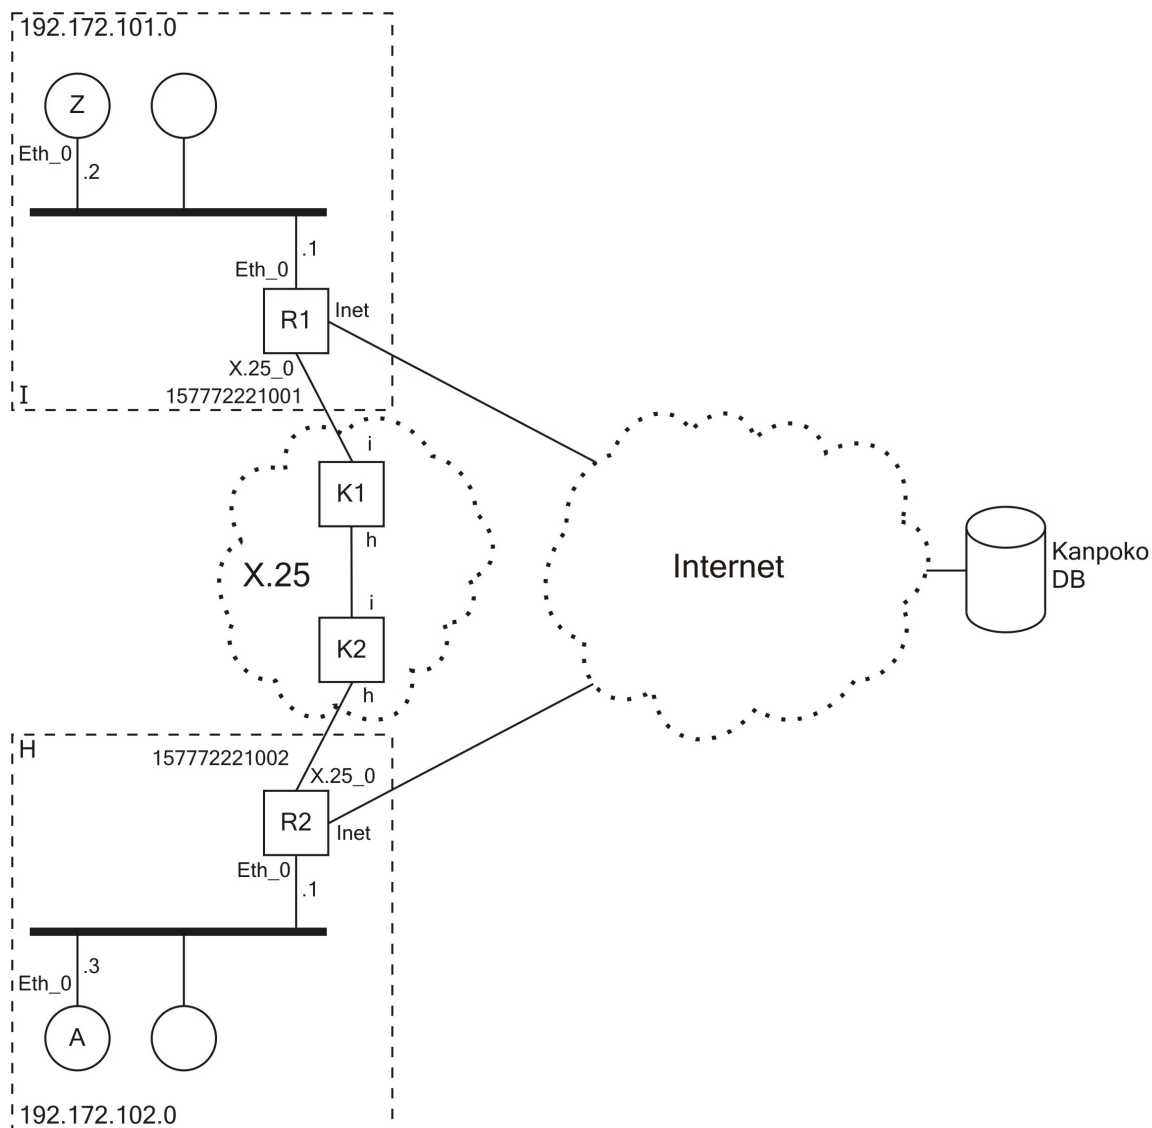 192.172.101.0
Z
Eth_0
.2
.1
Eth_0
Inet
R1
X.25_0
I
157772221001
i
K1
h
X.25
Internet
Kanpoko
DB
i
K2
h
H
157772221002
X.25_0
R2
Inet
Eth_0
.1
.3
Eth_0
A
192.172.102.0